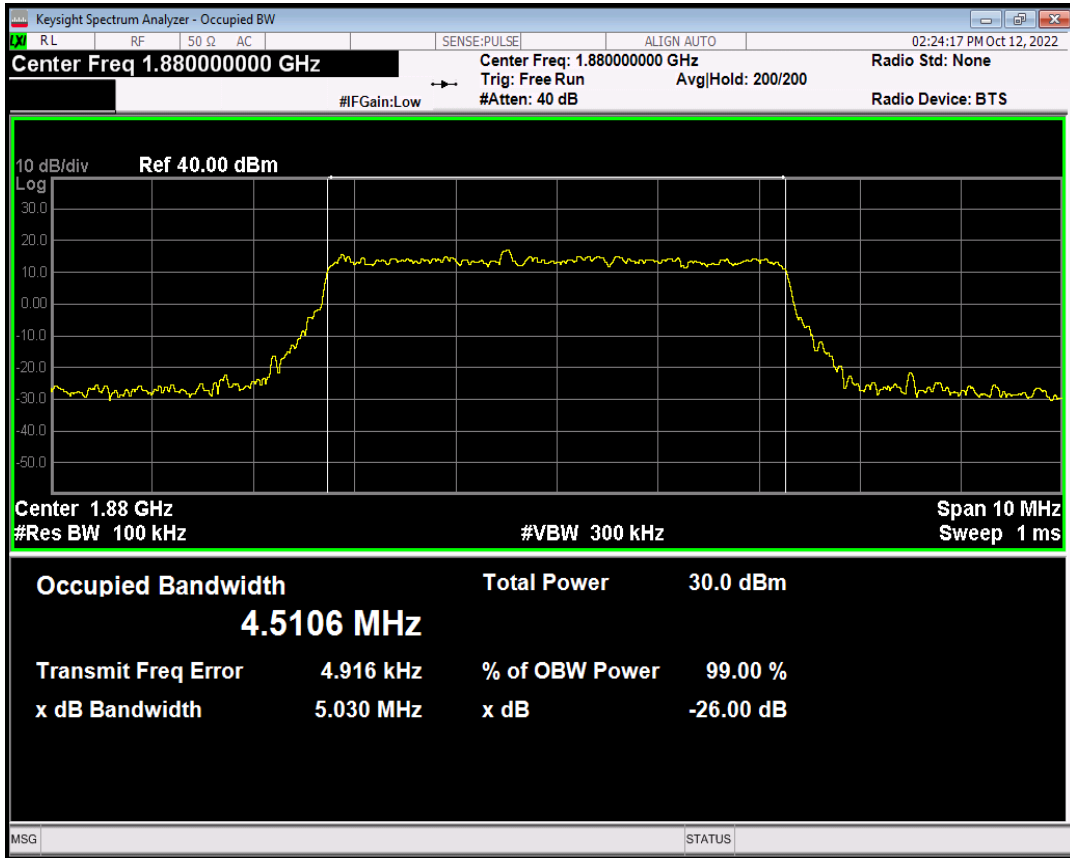 Keysight Spectrum Analyzer - Occupied BW
LXI RL RF 50 Ω AC SENSE:PULSE ALIGN AUTO 02:24:17 PM Oct 12, 2022
Center Freq 1.880000000 GHz Center Freq: 1.880000000 GHz Radio Std: None
Trig: Free Run Avg|Hold: 200/200
#IFGain:Low #Atten: 40 dB Radio Device: BTS
10 dB/div Ref 40.00 dBm
Log
30.0
20.0
10.0
0.00
-10.0
-20.0
-30.0
-40.0
-50.0
Center 1.88 GHz Span 10 MHz
#Res BW 100 kHz #VBW 300 kHz Sweep 1 ms
Occupied Bandwidth Total Power 30.0 dBm
4.5106 MHz
Transmit Freq Error 4.916 kHz % of OBW Power 99.00 %
x dB Bandwidth 5.030 MHz x dB -26.00 dB
MSG STATUS